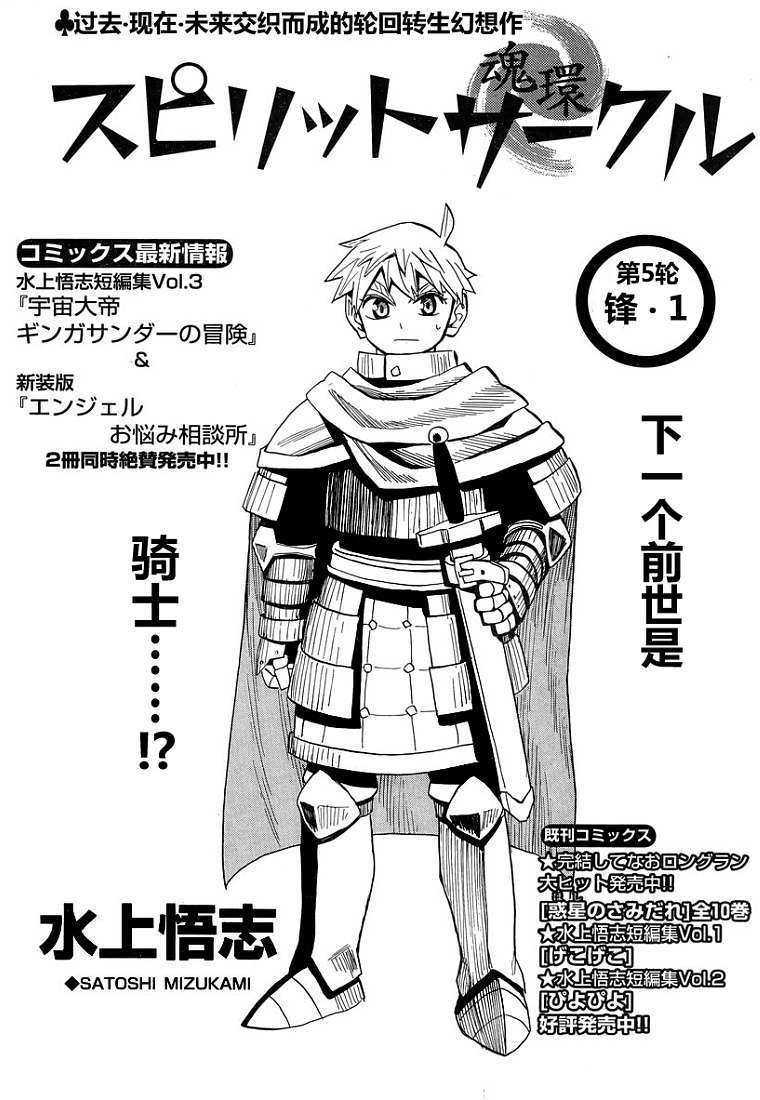 ♣过去·现在·未来交织而成的轮回转生幻想作
魂環
スピリットサークル
コミックス最新情報
水上悟志短編集Vol.3
『宇宙大帝
ギンガサンダーの冒険』
&
新装版
『エンジェル
お悩み相談所』
2冊同時絶賛発売中!!
第5轮
锋·1
下一个前世是
骑士………!?
水上悟志
◆SATOSHI MIZUKAMI
既刊コミックス
★完結してなおロングラン
大ヒット発売中!!
[惑星のさみだれ]全10巻
★水上悟志短編集Vol.1
[げこげこ]
★水上悟志短編集Vol.2
[ぴよぴよ]
好評発売中!!